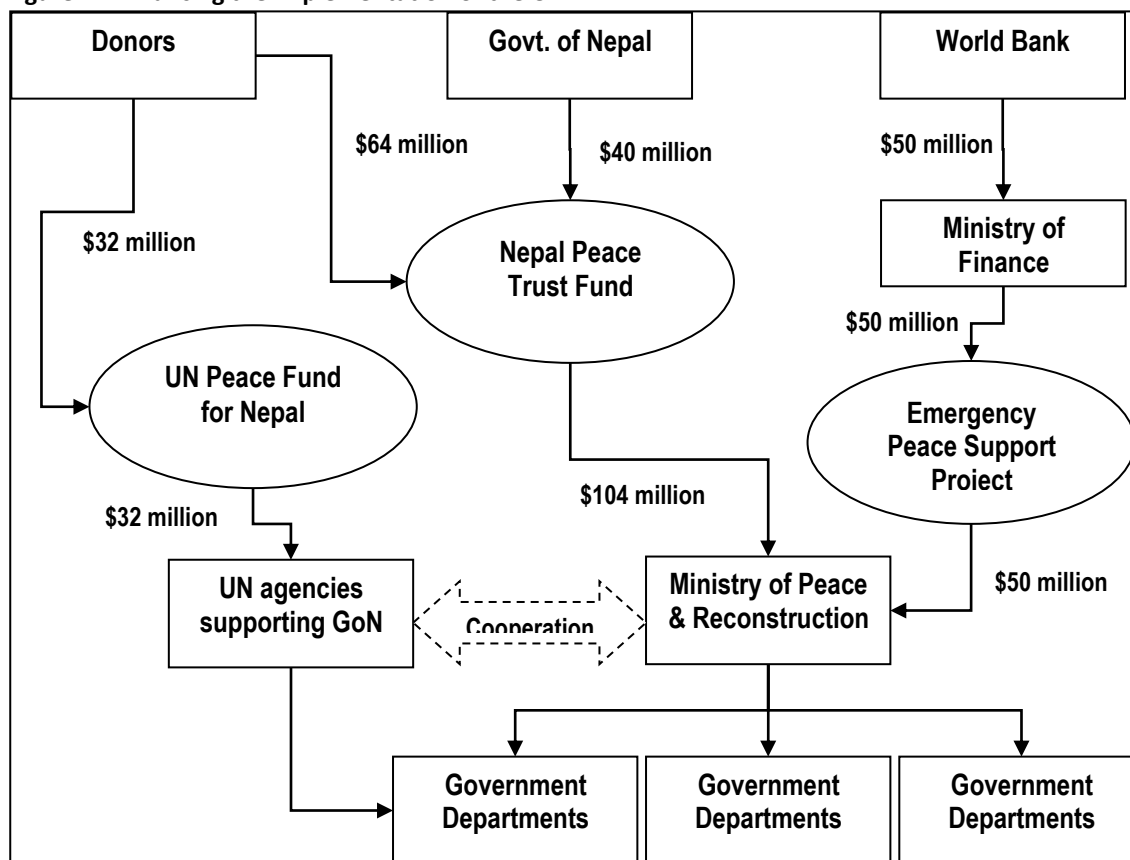 Donors
Govt. of Nepal
World Bank
$64 million
$40 million
$50 million
$32 million
Nepal Peace
Trust Fund
Ministry of
Finance
$50 million
UN Peace Fund
for Nepal
Emergency
Peace Support
Project
$104 million
$32 million
UN agencies
supporting GoN
Cooperation
Ministry of Peace
& Reconstruction
$50 million
Government
Departments
Government
Departments
Government
Departments